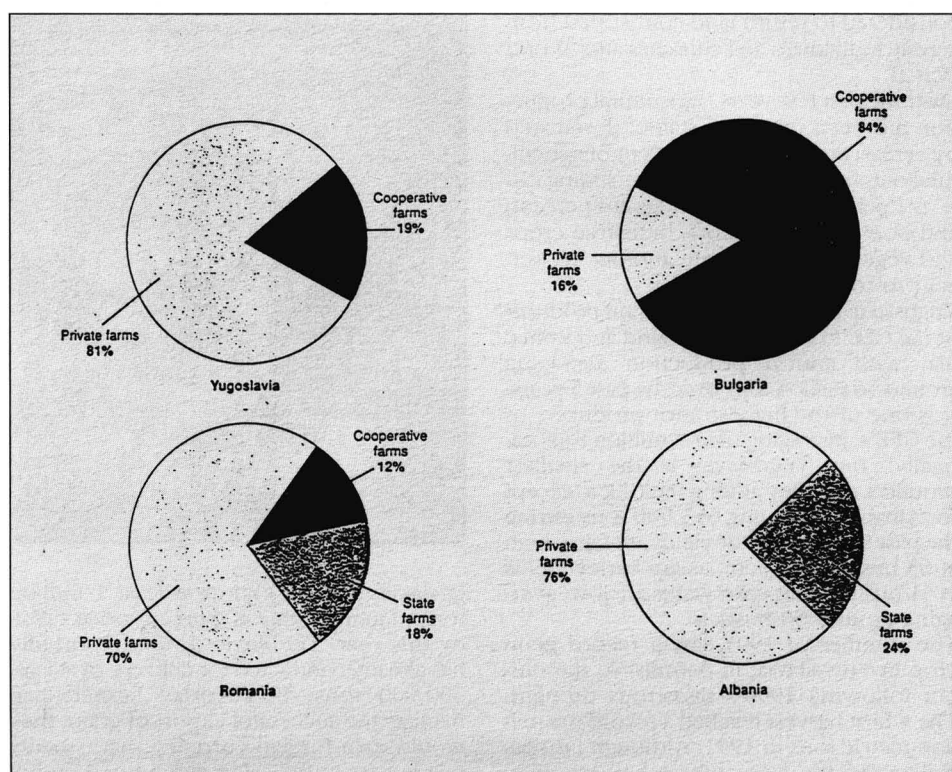 Cooperative
farms
19%
Private farms
81%
Yugoslavia
Cooperative
farms
84%
Private
farms
16%
Bulgaria
Cooperative
farms
12%
State
farms
18%
Private farms
70%
Romania
Private
farms
76%
State
farms
24%
Albania